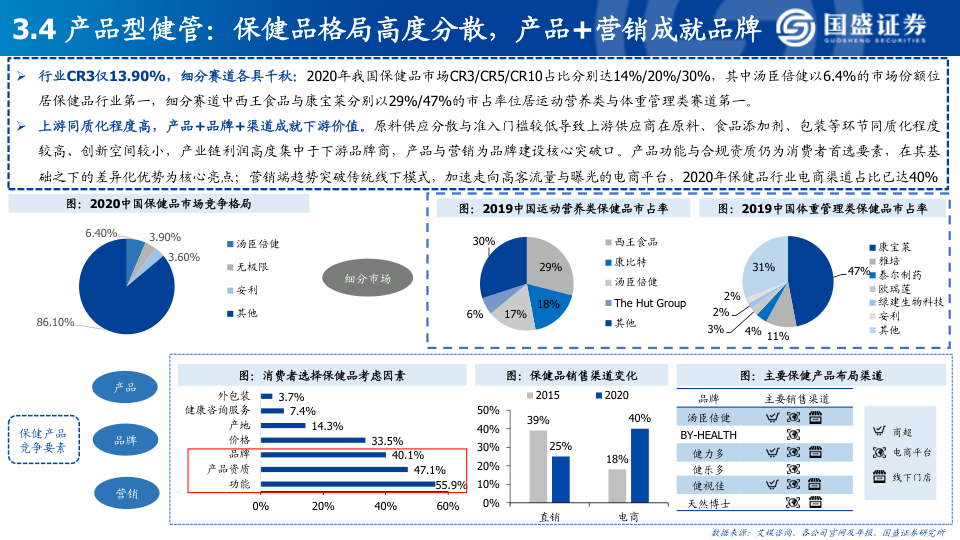 3.4 产品型健管：保健品格局高度分散，产品+营销成就品牌
国盛证券
GUOSHENG SECURITIES
行业CR3仅13.90%，细分赛道各具千秋：2020年我国保健品市场CR3/CR5/CR10占比分别达14%/20%/30%，其中汤臣倍健以6.4%的市场份额位
居保健品行业第一，细分赛道中西王食品与康宝莱分别以29%/47%的市占率位居运动营养类与体重管理类赛道第一。
上游同质化程度高，产品+品牌+渠道成就下游价值。原料供应分散与准入门槛较低导致上游供应商在原料、食品添加剂、包装等环节同质化程度
较高、创新空间较小，产业链利润高度集中于下游品牌商，产品与营销为品牌建设核心突破口。产品功能与合规资质仍为消费者首选要素，在其基
础之下的差异化优势为核心亮点；营销端趋势突破传统线下模式，加速走向高客流量与曝光的电商平台，2020年保健品行业电商渠道占比已达40%
图：2020中国保健品市场竞争格局
6.40%
3.90%
3.60%
86.10%
汤臣倍健
无极限
安利
其他
细分市场
图：2019中国运动营养类保健品市占率
30%
29%
18%
17%
6%
西王食品
康比特
汤臣倍健
The Hut Group
其他
图：2019中国体重管理类保健品市占率
31%
47%
2%
2%
3%
4%
11%
康宝莱
雅培
泰尔制药
欧瑞莲
绿建生物科技
安利
其他
产品
保健产品
竞争要素
品牌
营销
图：消费者选择保健品考虑因素
外包装 3.7%
健康咨询服务 7.4%
产地 14.3%
价格 33.5%
品牌 40.1%
产品资质 47.1%
功能 55.9%
0% 20% 40% 60%
图：保健品销售渠道变化
2015 2020
50%
40%
30%
20%
10%
0%
39%
25%
18%
40%
直销 电商
图：主要保健产品布局渠道
品牌 主要销售渠道
汤臣倍健
BY-HEALTH
健力多
健乐多
健视佳
天然博士
商超
电商平台
线下门店
数据来源：艾媒咨询、各公司官网及年报、国盛证券研究所